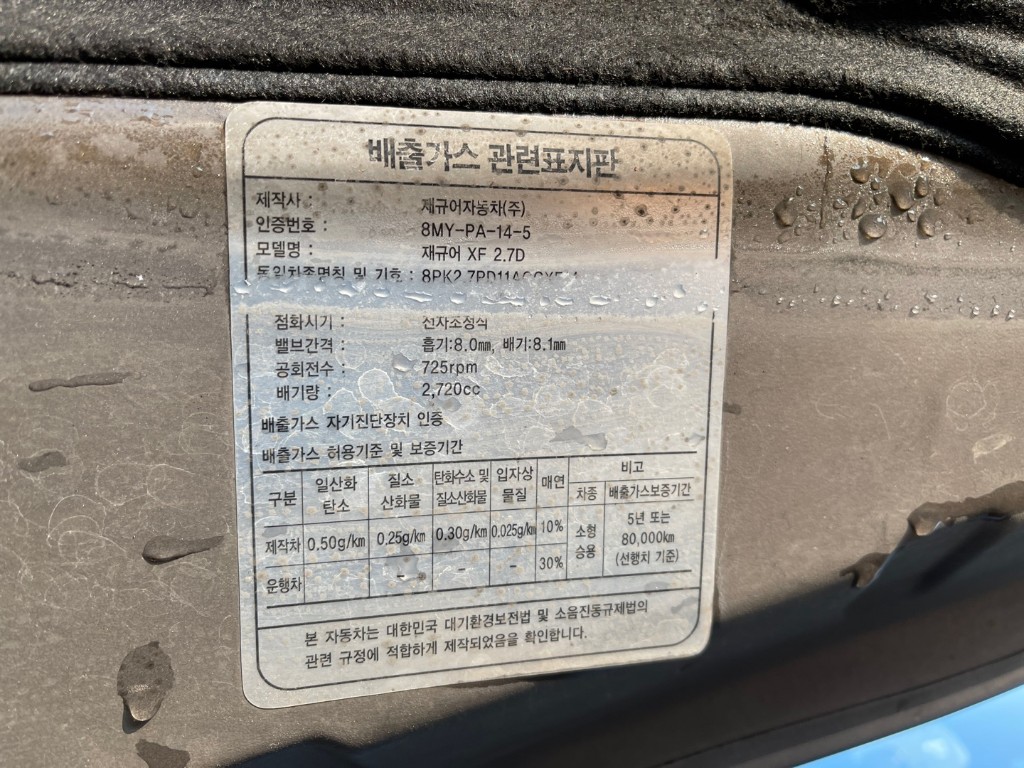 배출가스 관련표지판
제작사 : 재규어자동차(주)
인증번호 : 8MY-PA-14-5
모델명 : 재규어 XF 2.7D
동일차종명칭 및 기호 :
점화시기 : 전자조정식
밸브간격 : 흡기:8.0mm, 배기:8.1mm
공회전수 : 725rpm
배기량 : 2,720cc
배출가스 자기진단장치 인증
배출가스 허용기준 및 보증기간
구분 일산화탄소 질소산화물 탄화수소 및 질소산화물 입자상물질 매연 비고
차종 배출가스보증기간
제작차 0.50g/km 0.25g/km 0.30g/km 0.025g/km 10% 소형승용 5년 또는 80,000km (선행치 기준)
운행차 - - - 30%
본 자동차는 대한민국 대기환경보전법 및 소음진동규제법의
관련 규정에 적합하게 제작되었음을 확인합니다.